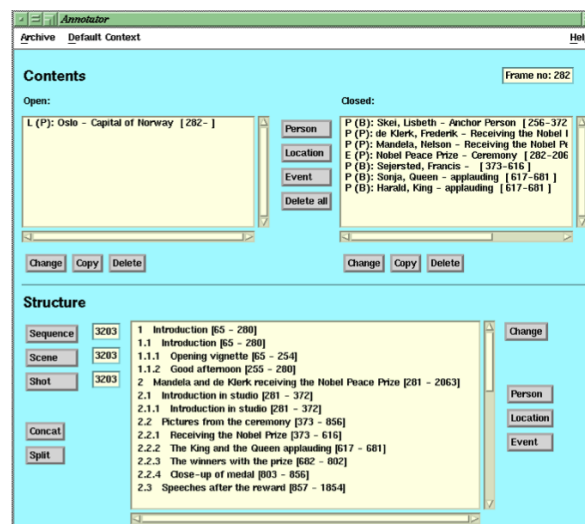 Annotator
Archive Default Context Hel
Contents
Frame no: 282
Open:
Closed:
L (P): Oslo - Capital of Norway [282- ]
Person
Location
Event
Delete all
P (B): Skei, Lisbeth - Anchor Person [256-372
P (P): de Klerk, Frederik - Receiving the Nobel I
P (P): Mandela, Nelson - Receiving the Nobel P
E (P): Nobel Peace Prize - Ceremony [282-206
P (B): Sejersted, Francis - [373-616]
P (B): Sonja, Queen - applauding [617-681 ]
P (B): Harald, King - applauding [617-681 ]
Change Copy Delete
Change Copy Delete
Structure
Sequence 3203
Scene 3203
Shot 3203
Concat
Split
1 Introduction [65 - 280]
1.1 Introduction [65 - 280]
1.1.1 Opening vignette [65 - 254]
1.1.2 Good afternoon [255 - 280]
2 Mandela and de Klerk receiving the Nobel Peace Prize [281 - 2063]
2.1 Introduction in studio [281 - 372]
2.1.1 Introduction in studio [281 - 372]
2.2 Pictures from the ceremony [373 - 856]
2.2.1 Receiving the Nobel Prize [373 - 616]
2.2.2 The King and the Queen applauding [617 - 681]
2.2.3 The winners with the prize [682 - 802]
2.2.4 Close-up of medal [803 - 856]
2.3 Speeches after the reward [857 - 1854]
Change
Person
Location
Event